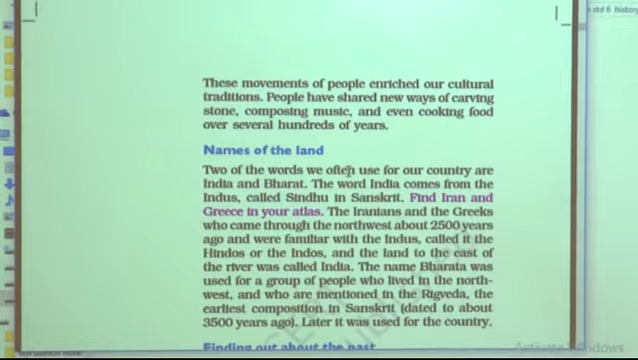 std 6 history
These movements of people enriched our cultural
traditions. People have shared new ways of carving
stone, composing music, and even cooking food
over several hundreds of years.
Names of the land
Two of the words we often use for our country are
India and Bharat. The word India comes from the
Indus, called Sindhu in Sanskrit. Find Iran and
Greece in your atlas. The Iranians and the Greeks
who came through the northwest about 2500 years
ago and were familiar with the Indus, called it the
Hindos or the Indos, and the land to the east of
the river was called India. The name Bharata was
used for a group of people who lived in the north-
west, and who are mentioned in the Rigveda, the
earliest composition in Sanskrit (dated to about
3500 years ago). Later it was used for the country.
Finding out about the past
Activate Windows